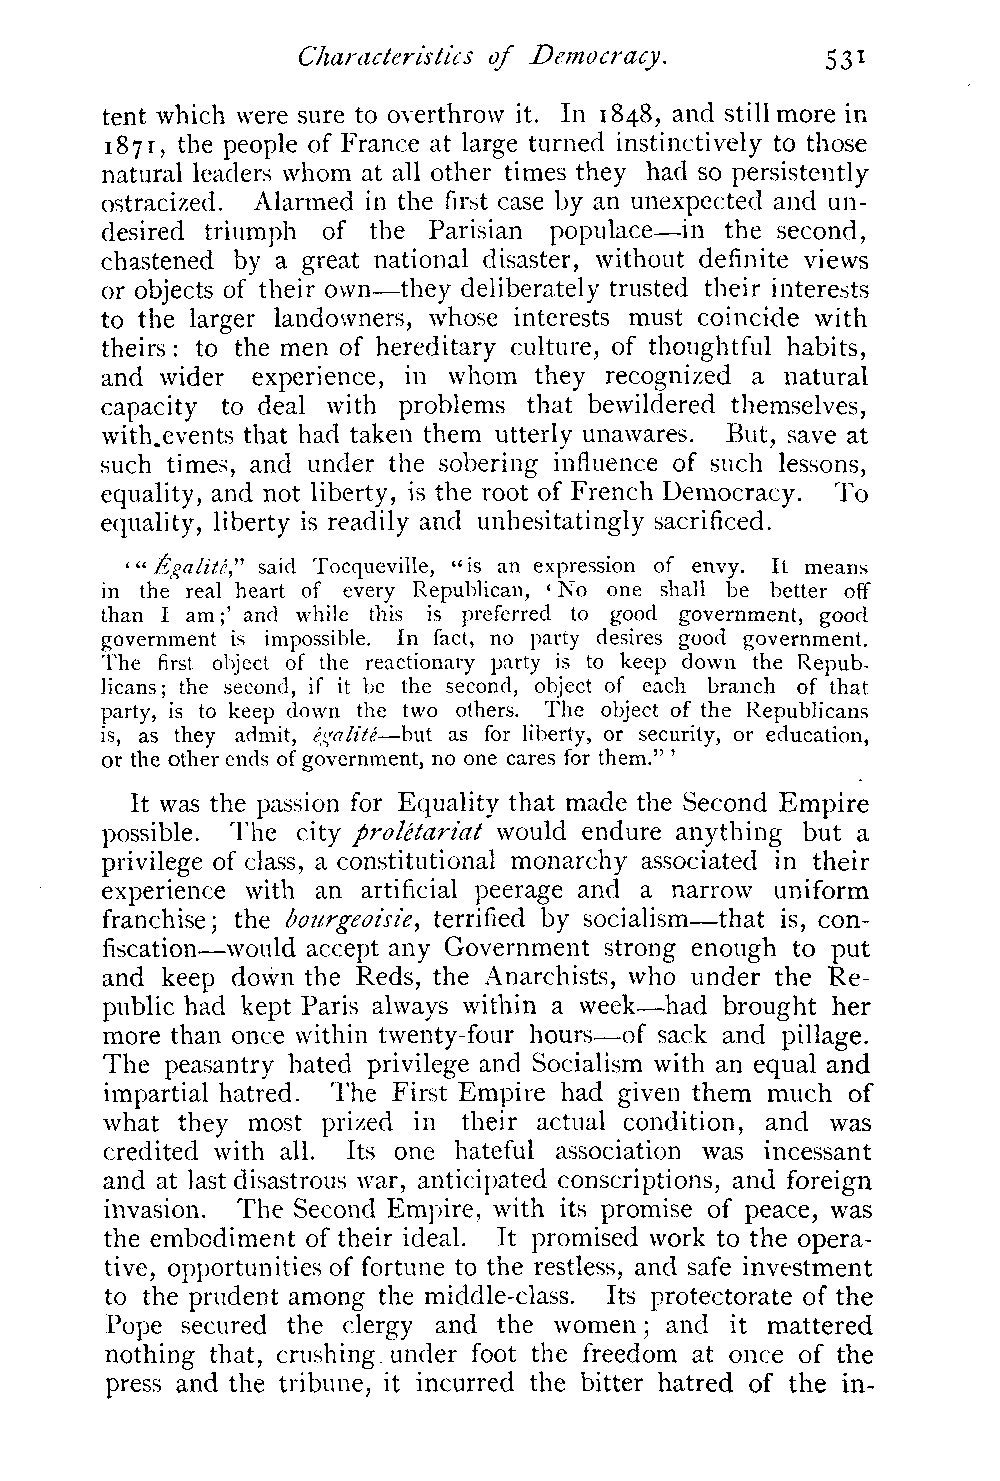 Characteristics of Democracy. 531
tent which were sure to overthrow it. In 1848, and still more in
1871, the people of France at large turned instinctively to those
natural leaders whom at all other times they had so persistently
ostracized. Alarmed in the first case by an unexpected and un-
desired triumph of the Parisian populace—in the second,
chastened by a great national disaster, without definite views
or objects of their own—they deliberately trusted their interests
to the larger landowners, whose interests must coincide with
theirs: to the men of hereditary culture, of thoughtful habits,
and wider experience, in whom they recognized a natural
capacity to deal with problems that bewildered themselves,
with events that had taken them utterly unawares. But, save at
such times, and under the sobering influence of such lessons,
equality, and not liberty, is the root of French Democracy. To
equality, liberty is readily and unhesitatingly sacrificed.
‘“Égalité,” said Tocqueville, “is an expression of envy. It means
in the real heart of every Republican, ‘No one shall be better off
than I am;’ and while this is preferred to good government, good
government is impossible. In fact, no party desires good government.
The first object of the reactionary party is to keep down the Repub-
licans; the second, if it be the second, object of each branch of that
party, is to keep down the two others. The object of the Republicans
is, as they admit, égalité—but as for liberty, or security, or education,
or the other ends of government, no one cares for them.”’
It was the passion for Equality that made the Second Empire
possible. The city prolétariat would endure anything but a
privilege of class, a constitutional monarchy associated in their
experience with an artificial peerage and a narrow uniform
franchise; the bourgeoisie, terrified by socialism—that is, con-
fiscation—would accept any Government strong enough to put
and keep down the Reds, the Anarchists, who under the Re-
public had kept Paris always within a week—had brought her
more than once within twenty-four hours—of sack and pillage.
The peasantry hated privilege and Socialism with an equal and
impartial hatred. The First Empire had given them much of
what they most prized in their actual condition, and was
credited with all. Its one hateful association was incessant
and at last disastrous war, anticipated conscriptions, and foreign
invasion. The Second Empire, with its promise of peace, was
the embodiment of their ideal. It promised work to the opera-
tive, opportunities of fortune to the restless, and safe investment
to the prudent among the middle-class. Its protectorate of the
Pope secured the clergy and the women; and it mattered
nothing that, crushing under foot the freedom at once of the
press and the tribune, it incurred the bitter hatred of the in-